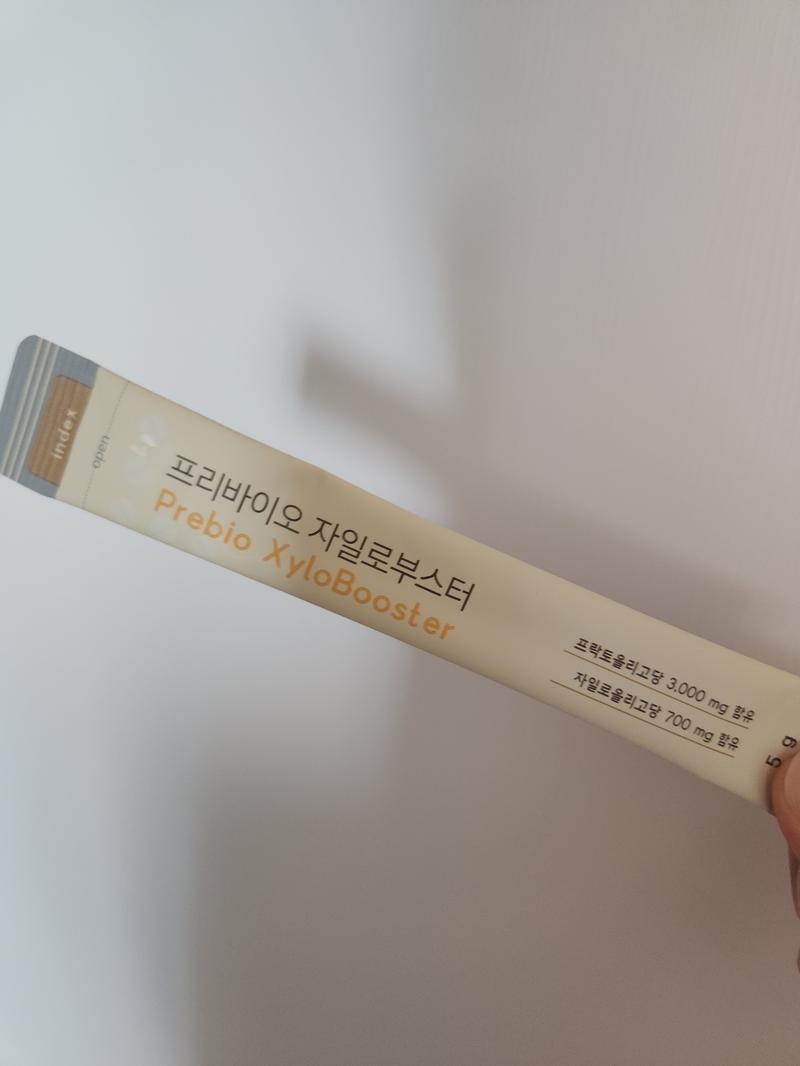 index
open
프리바이오 자일로부스터
Prebio XyloBooster
프락토올리고당 3,000 mg 함유
자일로올리고당 700 mg 함유
5 g